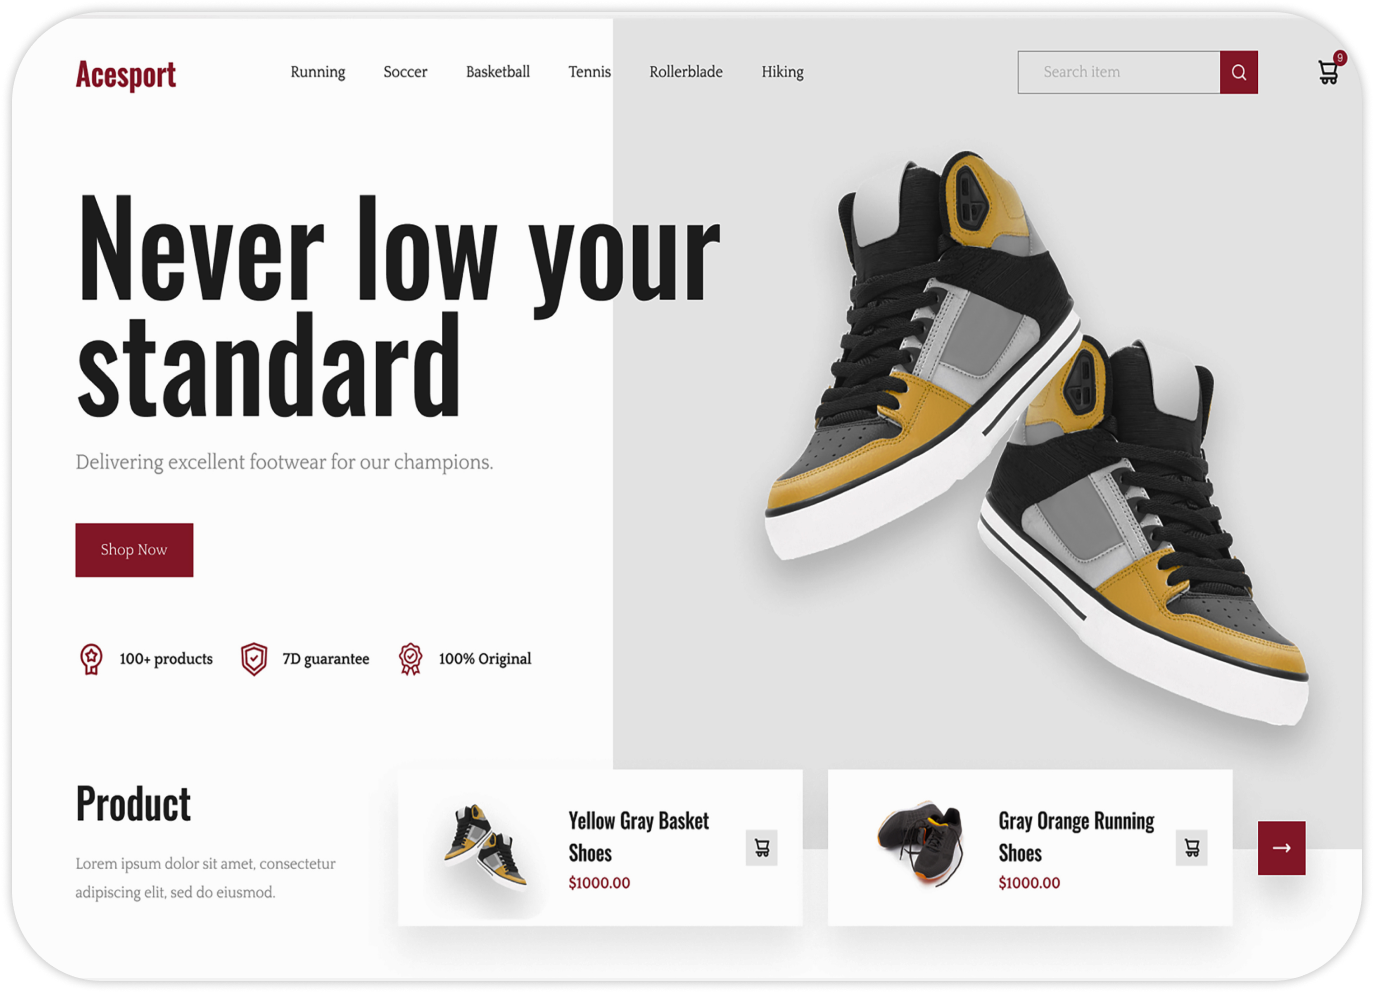 Acesport
Running Soccer Basketball Tennis Rollerblade Hiking
Search item
9
Never low your
standard
Delivering excellent footwear for our champions.
Shop Now
100+ products 7D guarantee 100% Original
Product
Lorem ipsum dolor sit amet, consectetur
adipiscing elit, sed do eiusmod.
Yellow Gray Basket
Shoes
$1000.00
Gray Orange Running
Shoes
$1000.00